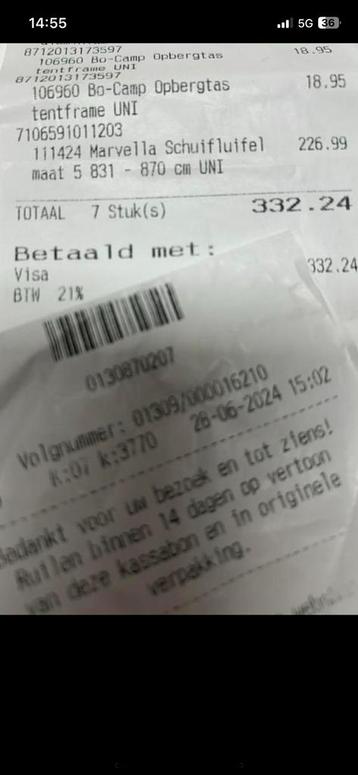 14:55
5G 36
8712013173597
106960 Bo-Camp Opbergtas 18.95
tentframe UNI
8712013173597
106960 Bo-Camp Opbergtas 18.95
tentframe UNI
7106591011203
111424 Marvella Schuifluifel 226.99
maat 5 831 - 870 cm UNI
TOTAAL 7 Stuk(s) 332.24
Betaald met:
Visa 332.24
BTW 21%
0130870207
Volgnummer: 01309/000016210
K:07 k:3770 28-06-2024 15:02
Bedankt voor uw bezoek en tot ziens!
Ruilen binnen 14 dagen op vertoon
van deze kassabon en in originele
verpakking.